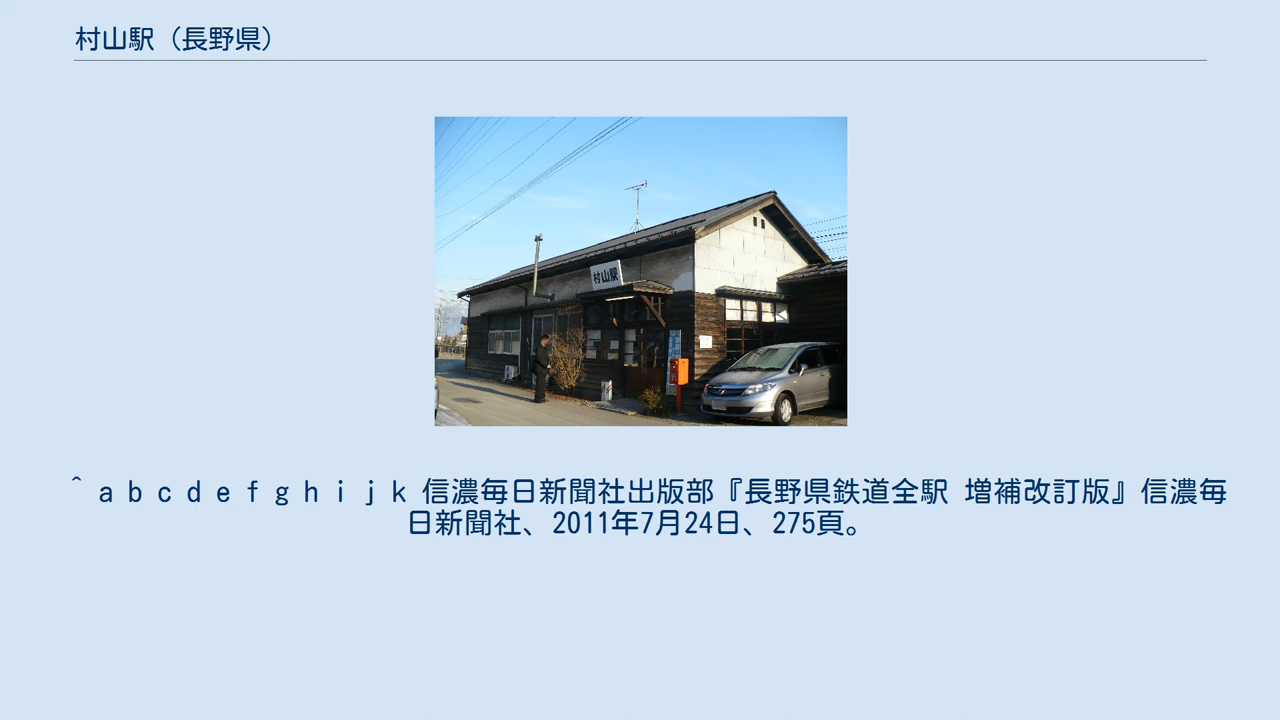 村山駅（長野県）
村山駅
^ a b c d e f g h i j k 信濃毎日新聞社出版部『長野県鉄道全駅 増補改訂版』信濃毎
日新聞社、2011年7月24日、275頁。